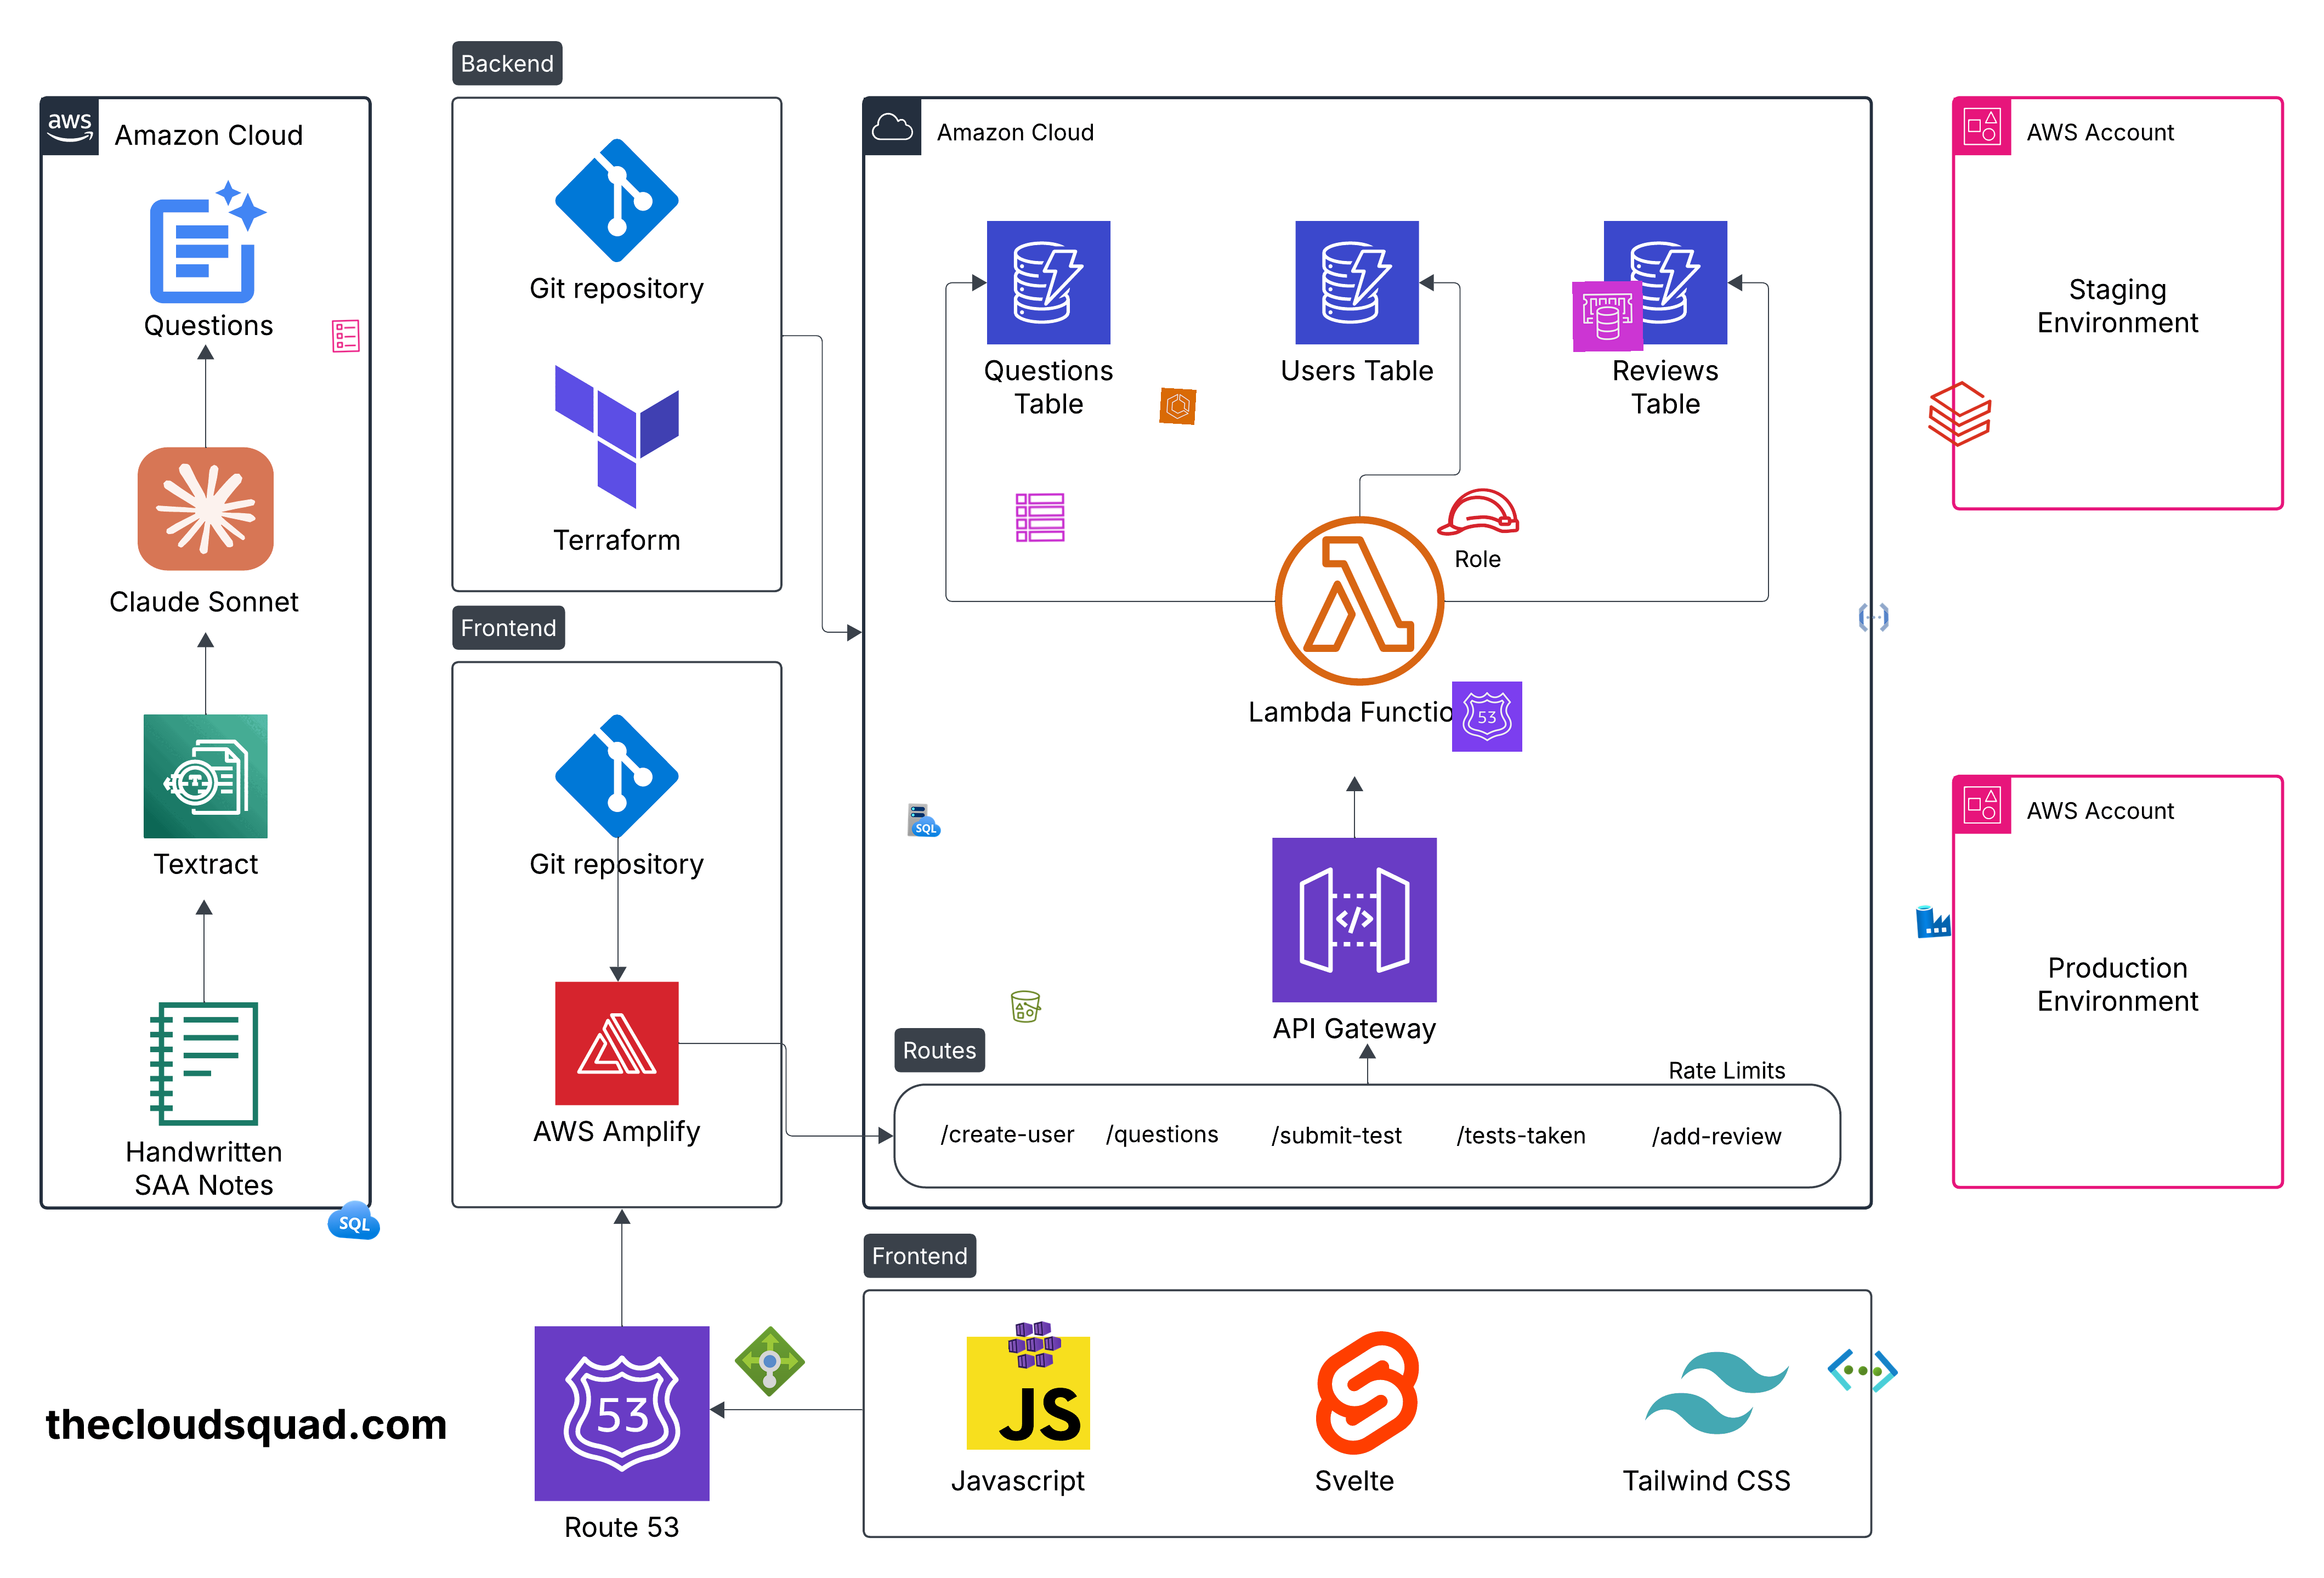 Backend
aws
Amazon Cloud
Questions
Claude Sonnet
Textract
Handwritten
SAA Notes
SQL
Git repository
Terraform
Frontend
Git repository
AWS Amplify
Amazon Cloud
Questions
Table
Users Table
Reviews
Table
Role
Lambda Functio
53
SQL
API Gateway
Routes
Rate Limits
/create-user
/questions
/submit-test
/tests-taken
/add-review
AWS Account
Staging
Environment
AWS Account
Production
Environment
thecloudsquad.com
53
Route 53
Frontend
JS
Javascript
Svelte
Tailwind CSS